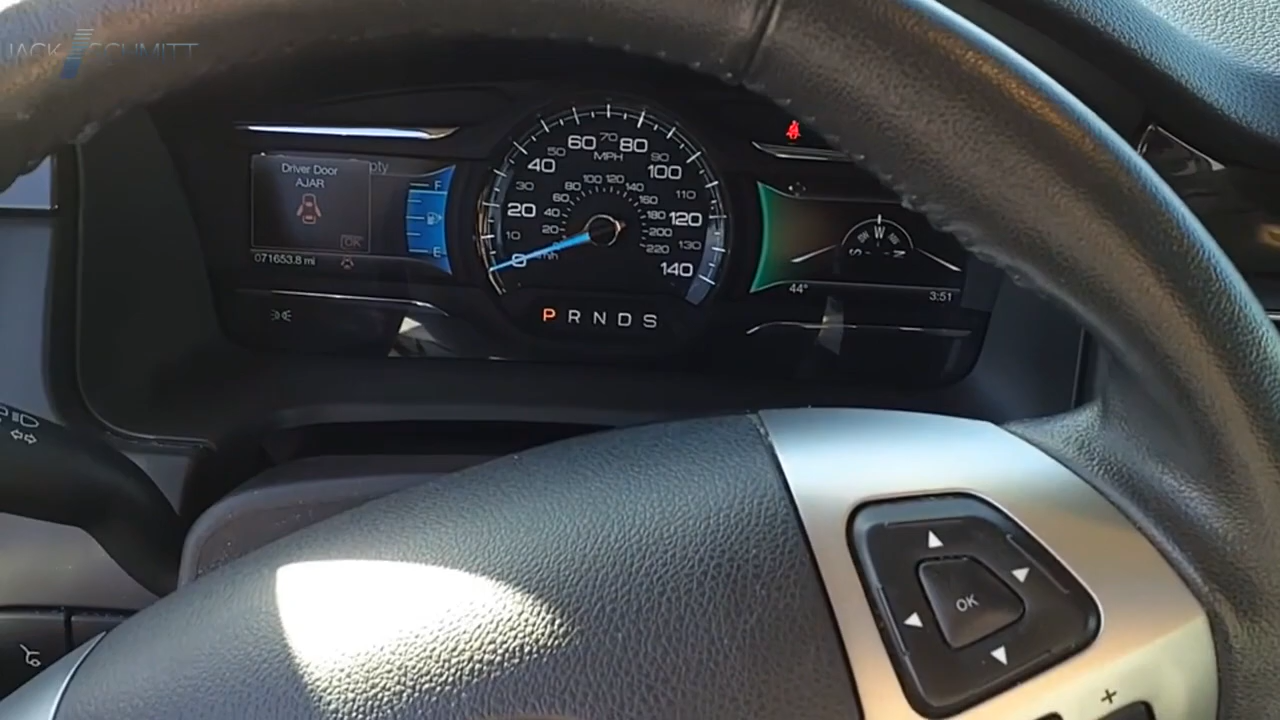 JACK SCHMITT
Driver Door
AJAR
pty
OK
071653.8 mi
F
E
0 10 20 30 40 50 60 70 80 90 100 110 120 130 140
MPH
20 40 60 80 100 120 140 160 180 200 220
P R N D S
W
S
N
44°
3:51
OK
+